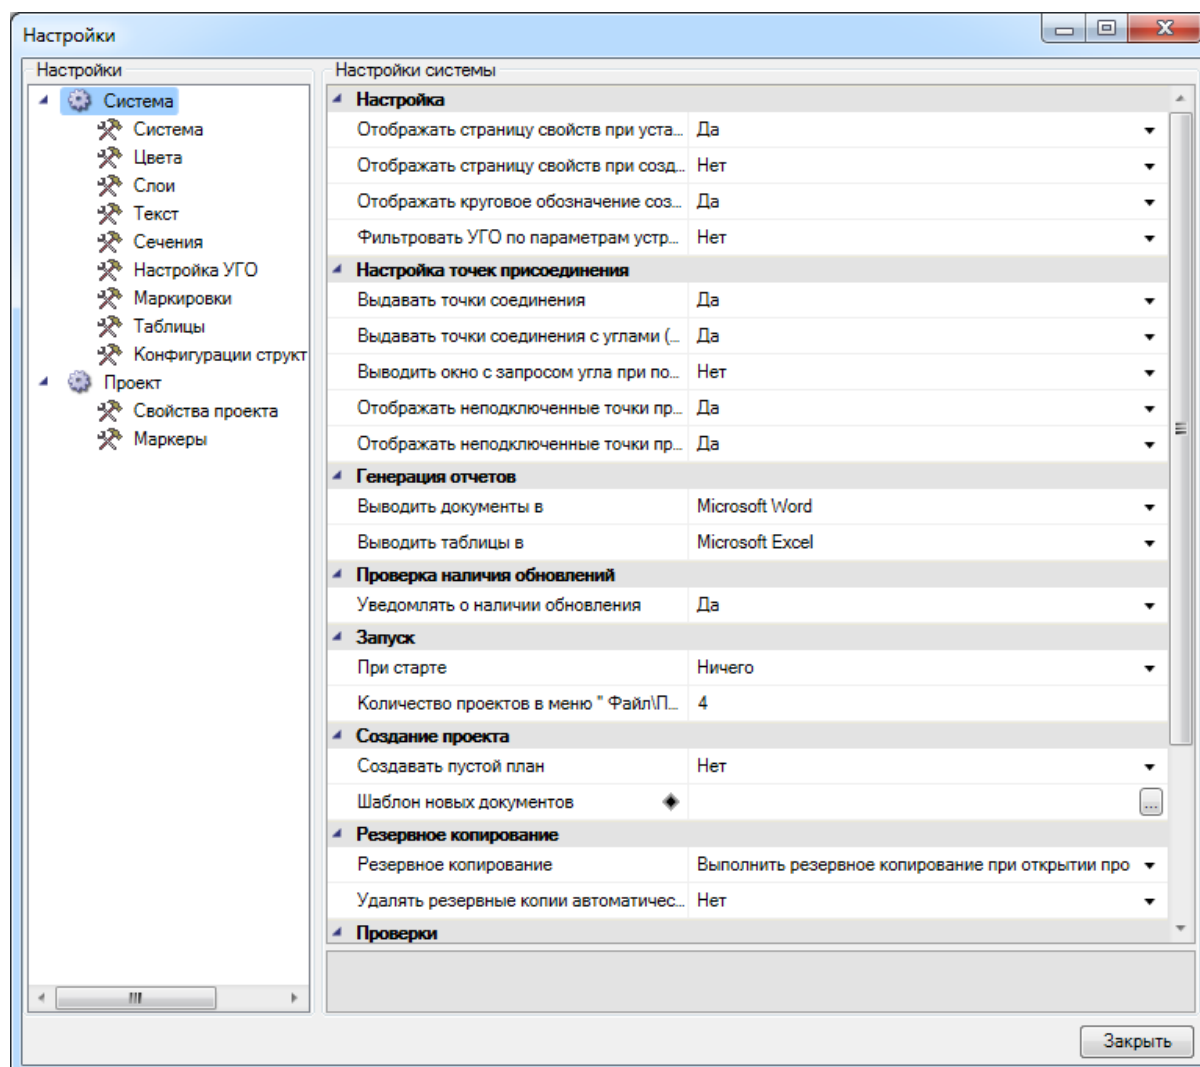 Настройки
Настройки
Система
Система
Цвета
Слои
Текст
Сечения
Настройка УГО
Маркировки
Таблицы
Конфигурации структ
Проект
Свойства проекта
Маркеры
Настройки системы
Настройка
Отображать страницу свойств при уста... Да
Отображать страницу свойств при созд... Нет
Отображать круговое обозначение соз... Да
Фильтровать УГО по параметрам устр... Нет
Настройка точек присоединения
Выдавать точки соединения Да
Выдавать точки соединения с углами (... Да
Выводить окно с запросом угла при по... Нет
Отображать неподключенные точки пр... Да
Отображать неподключенные точки пр... Да
Генерация отчетов
Выводить документы в Microsoft Word
Выводить таблицы в Microsoft Excel
Проверка наличия обновлений
Уведомлять о наличии обновления Да
Запуск
При старте Ничего
Количество проектов в меню " Файл\П... 4
Создание проекта
Создавать пустой план Нет
Шаблон новых документов ...
Резервное копирование
Резервное копирование Выполнить резервное копирование при открытии про
Удалять резервные копии автоматичес... Нет
Проверки
Закрыть